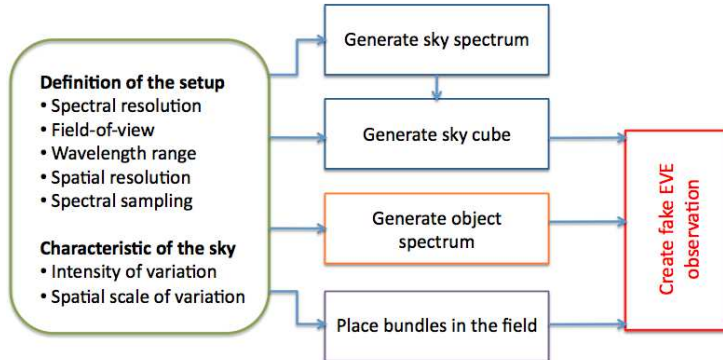 Definition of the setup
• Spectral resolution
• Field-of-view
• Wavelength range
• Spatial resolution
• Spectral sampling
Characteristic of the sky
• Intensity of variation
• Spatial scale of variation
Generate sky spectrum
Generate sky cube
Generate object
spectrum
Place bundles in the field
Create fake EVE
observation